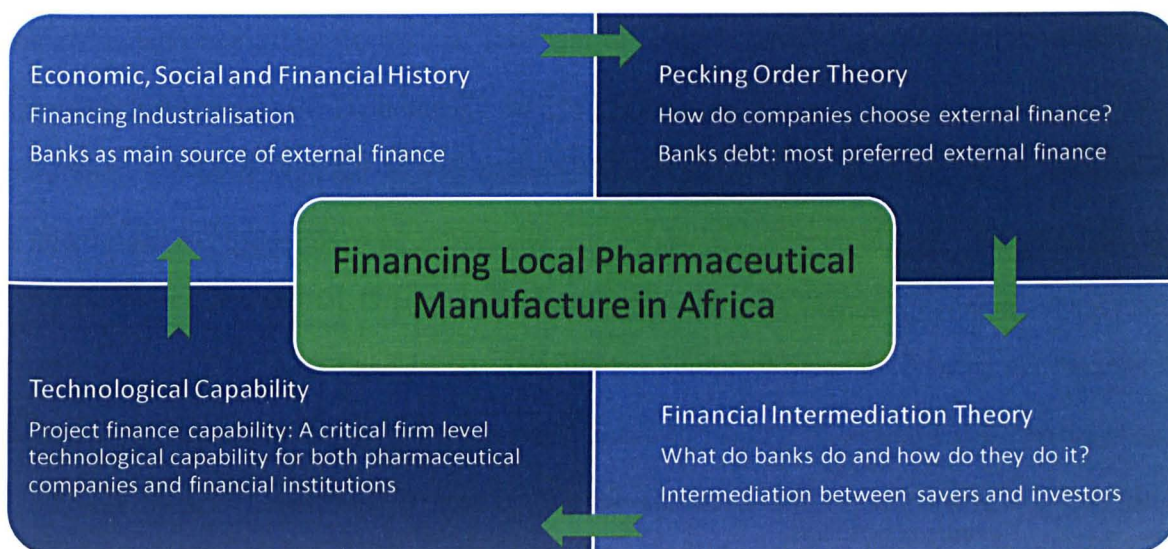 Economic, Social and Financial History
Financing Industrialisation
Banks as main source of external finance
Pecking Order Theory
How do companies choose external finance?
Banks debt: most preferred external finance
Financing Local Pharmaceutical
Manufacture in Africa
Technological Capability
Project finance capability: A critical firm level
technological capability for both pharmaceutical
companies and financial institutions
Financial Intermediation Theory
What do banks do and how do they do it?
Intermediation between savers and investors